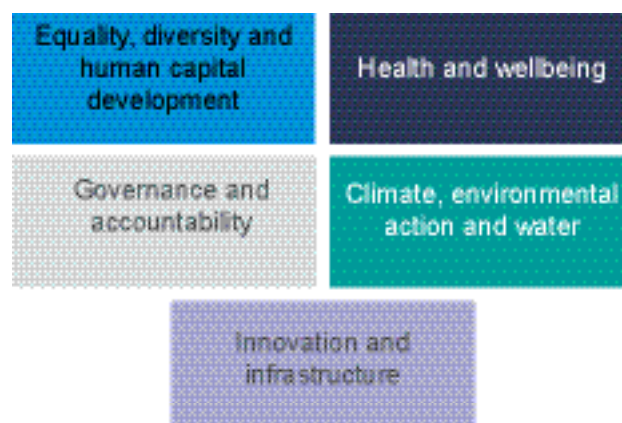 Equality, diversity and
human capital
development
Health and wellbeing
Governance and
accountability
Climate, environmental
action and water
Innovation and
infrastructure